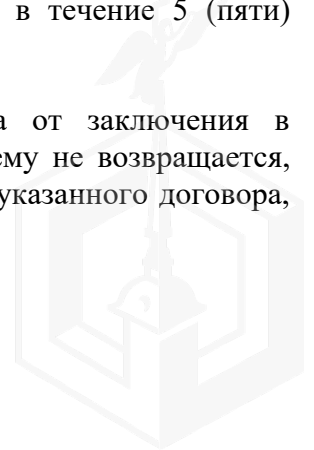 в течение 5 (пяти)
а от заключения в
ему не возвращается,
указанного договора,